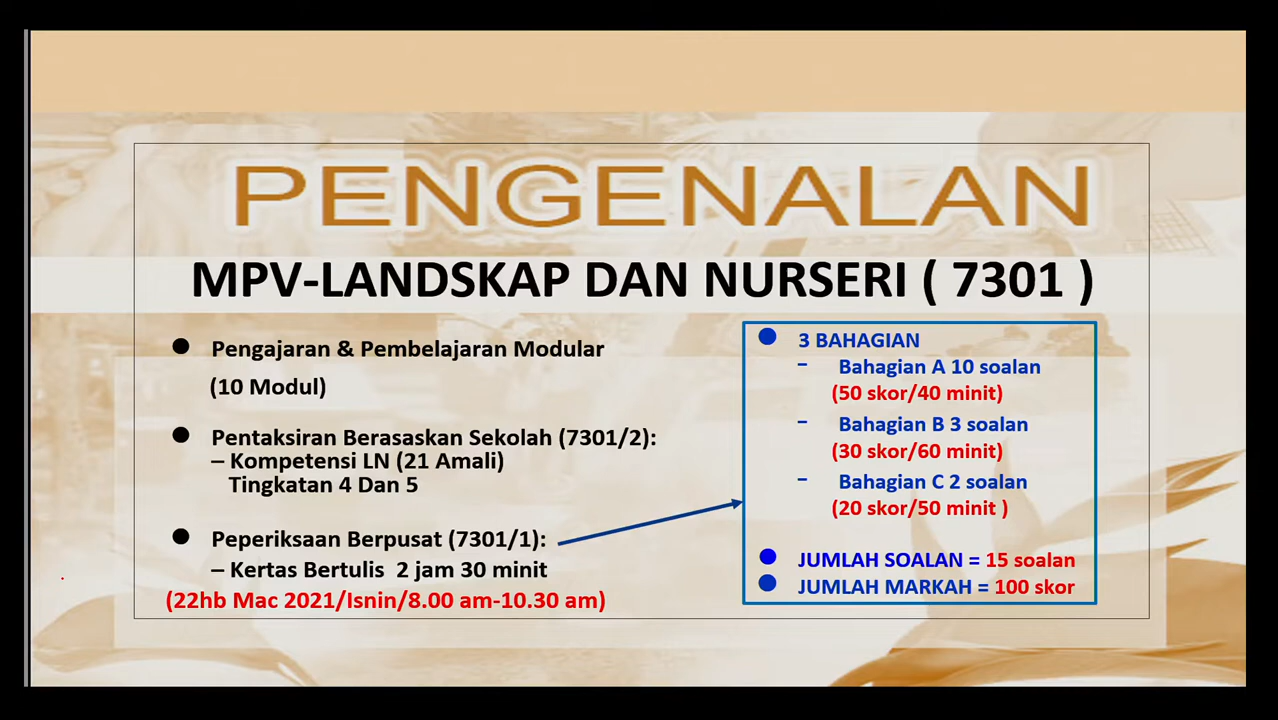 PENGENALAN
MPV-LANDSKAP DAN NURSERI ( 7301 )
● Pengajaran & Pembelajaran Modular
(10 Modul)
● Pentaksiran Berasaskan Sekolah (7301/2):
– Kompetensi LN (21 Amali)
Tingkatan 4 Dan 5
● Peperiksaan Berpusat (7301/1):
– Kertas Bertulis 2 jam 30 minit
(22hb Mac 2021/Isnin/8.00 am-10.30 am)
● 3 BAHAGIAN
– Bahagian A 10 soalan
(50 skor/40 minit)
– Bahagian B 3 soalan
(30 skor/60 minit)
– Bahagian C 2 soalan
(20 skor/50 minit )
● JUMLAH SOALAN = 15 soalan
● JUMLAH MARKAH = 100 skor